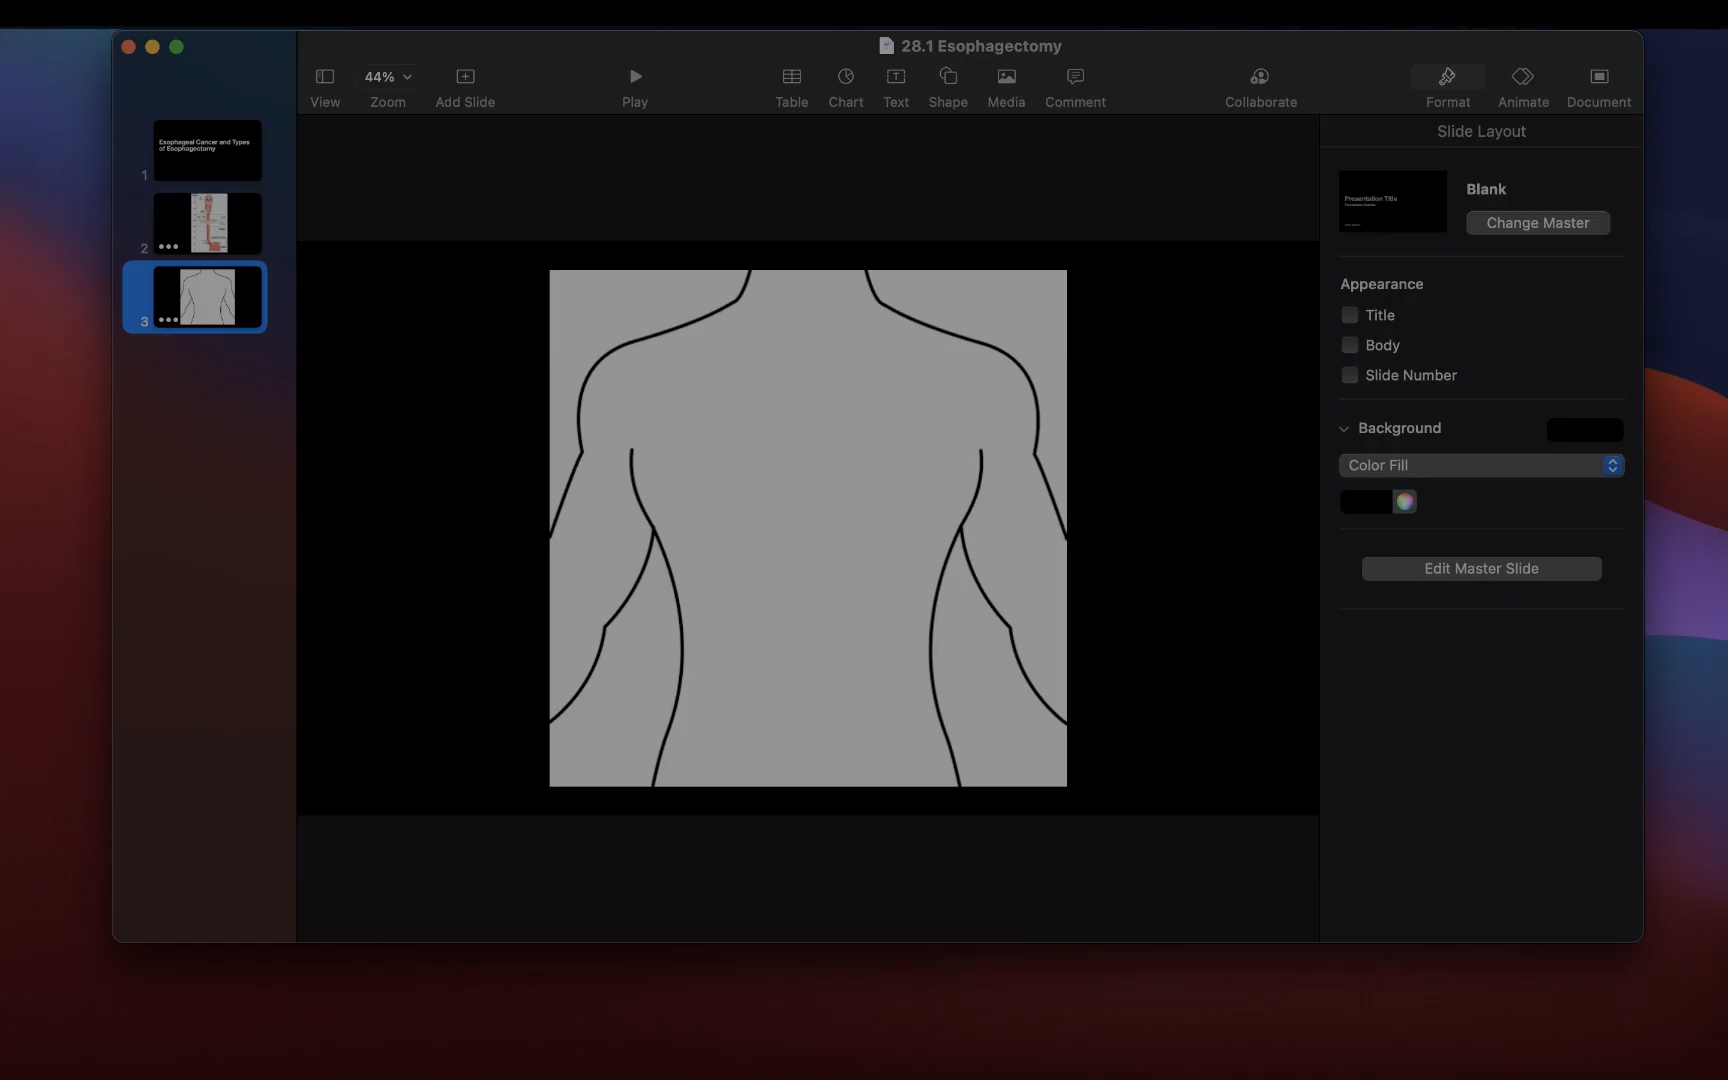 28.1 Esophagectomy
44%
View
Zoom
Add Slide
Play
Table
Chart
Text
Shape
Media
Comment
Collaborate
Format
Animate
Document
Esophageal Cancer and Types
of Esophagectomy
1
2
3
Slide Layout
Presentation Title
Blank
Change Master
Appearance
Title
Body
Slide Number
Background
Color Fill
Edit Master Slide